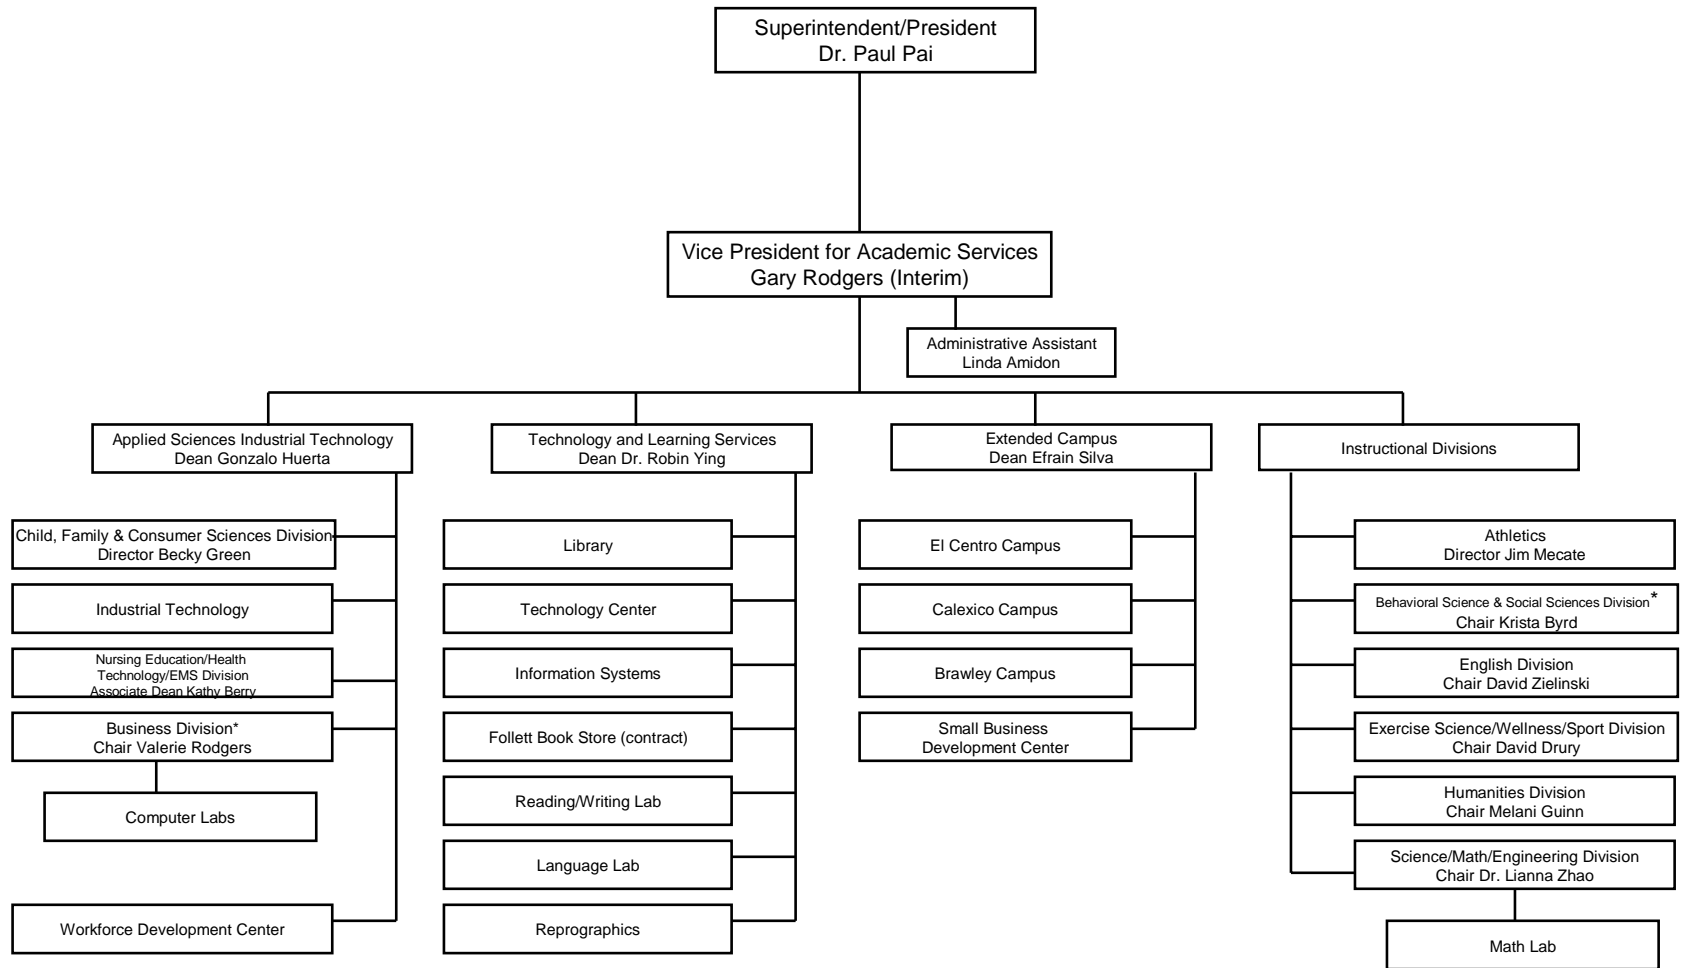 Superintendent/President
Dr. Paul Pai
Vice President for Academic Services
Gary Rodgers (Interim)
Administrative Assistant
Linda Amidon
Applied Sciences Industrial Technology
Dean Gonzalo Huerta
Child, Family & Consumer Sciences Division
Director Becky Green
Industrial Technology
Nursing Education/Health
Technology/EMS Division
Associate Dean Kathy Berry
Business Division*
Chair Valerie Rodgers
Computer Labs
Workforce Development Center
Technology and Learning Services
Dean Dr. Robin Ying
Library
Technology Center
Information Systems
Follett Book Store (contract)
Reading/Writing Lab
Language Lab
Reprographics
Extended Campus
Dean Efrain Silva
El Centro Campus
Calexico Campus
Brawley Campus
Small Business
Development Center
Instructional Divisions
Athletics
Director Jim Mecate
Behavioral Science & Social Sciences Division*
Chair Krista Byrd
English Division
Chair David Zielinski
Exercise Science/Wellness/Sport Division
Chair David Drury
Humanities Division
Chair Melani Guinn
Science/Math/Engineering Division
Chair Dr. Lianna Zhao
Math Lab